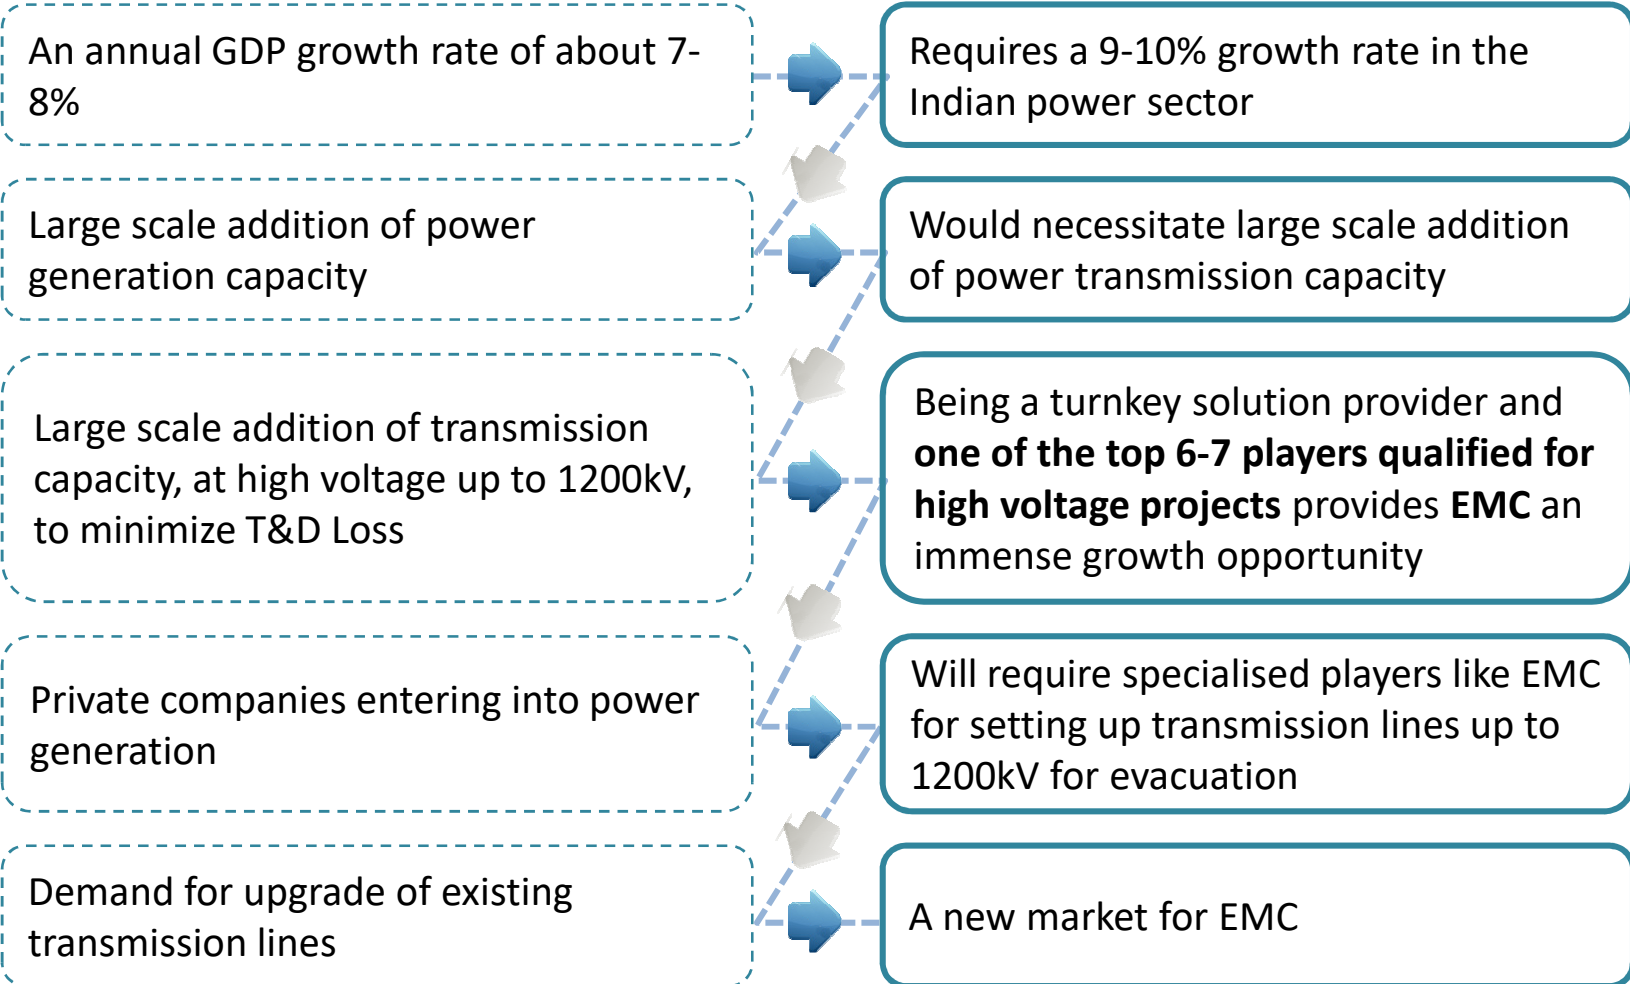 An annual GDP growth rate of about 7-
8%
Requires a 9-10% growth rate in the
Indian power sector
Large scale addition of power
generation capacity
Would necessitate large scale addition
of power transmission capacity
Large scale addition of transmission
capacity, at high voltage up to 1200kV,
to minimize T&D Loss
Being a turnkey solution provider and
one of the top 6-7 players qualified for
high voltage projects provides EMC an
immense growth opportunity
Private companies entering into power
generation
Will require specialised players like EMC
for setting up transmission lines up to
1200kV for evacuation
Demand for upgrade of existing
transmission lines
A new market for EMC